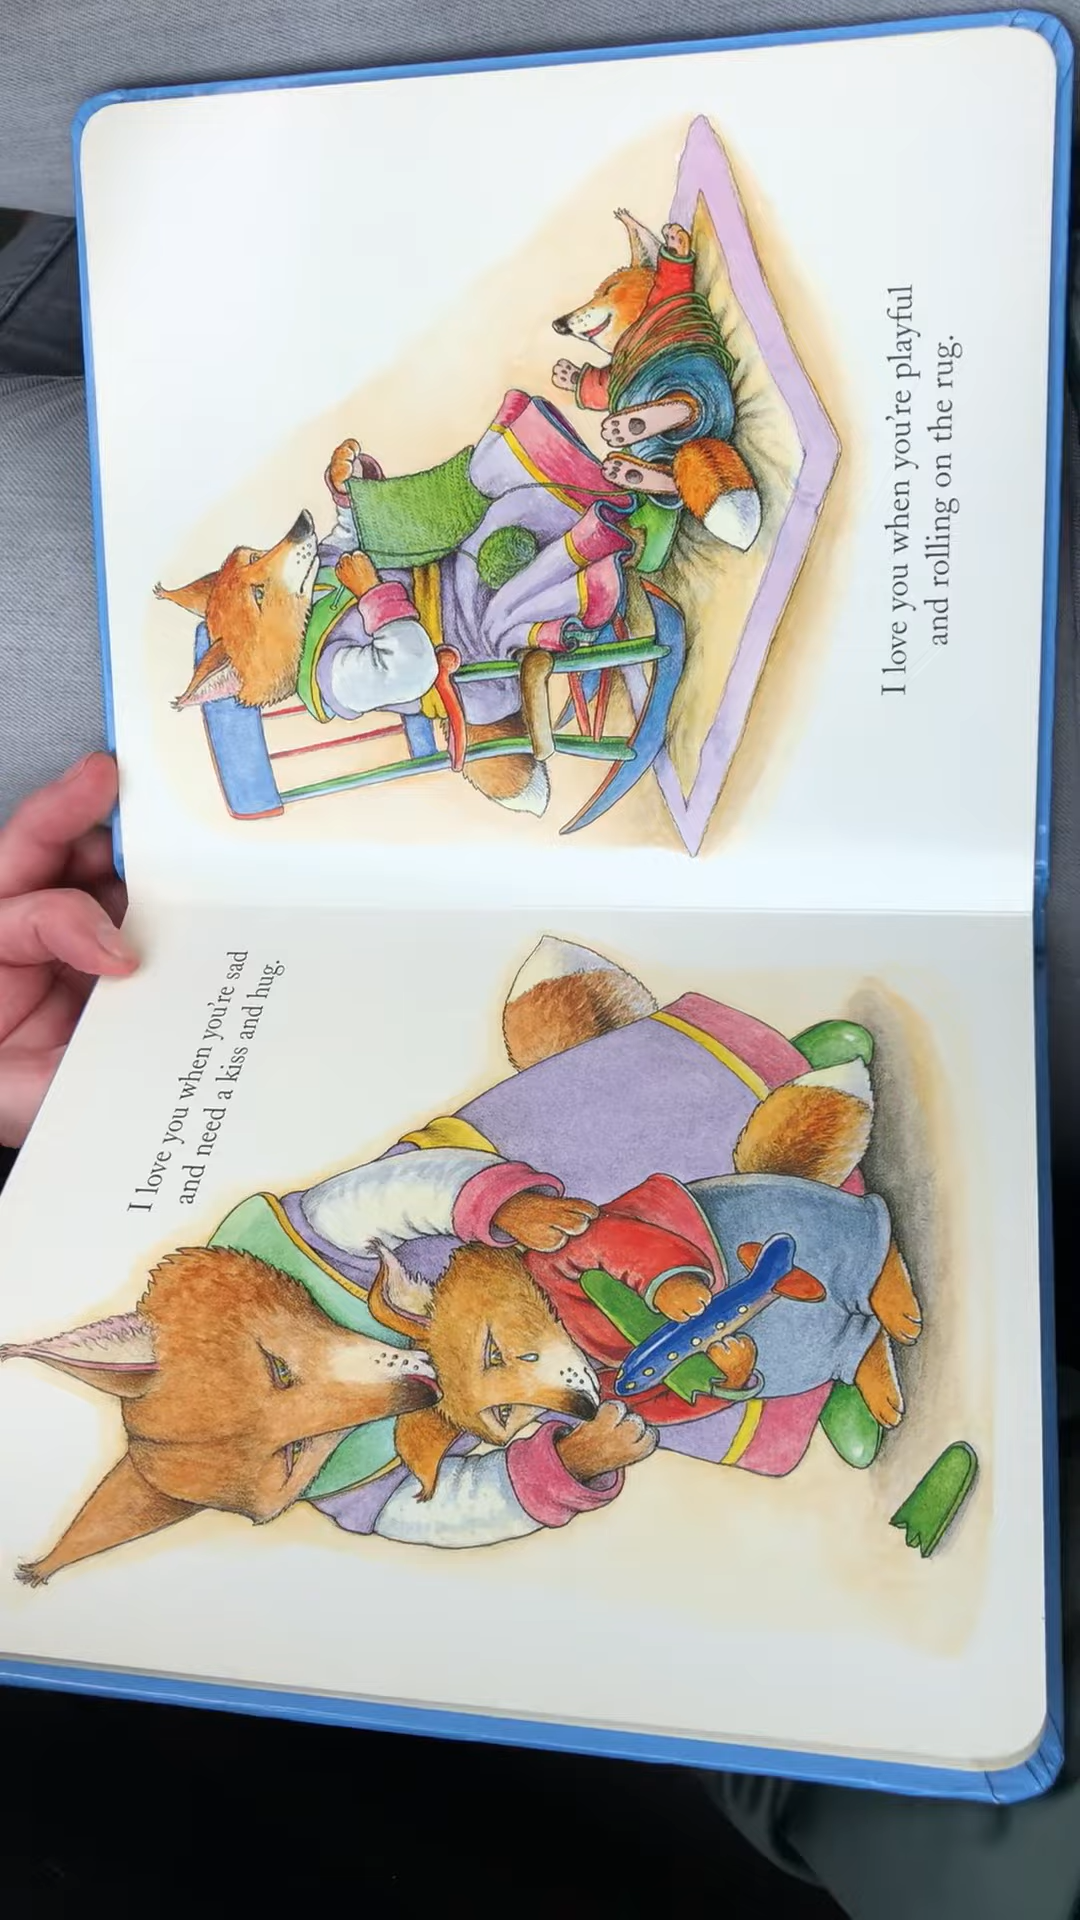 I love you when you're playful
and rolling on the rug.
I love you when you're sad
and need a kiss and hug.